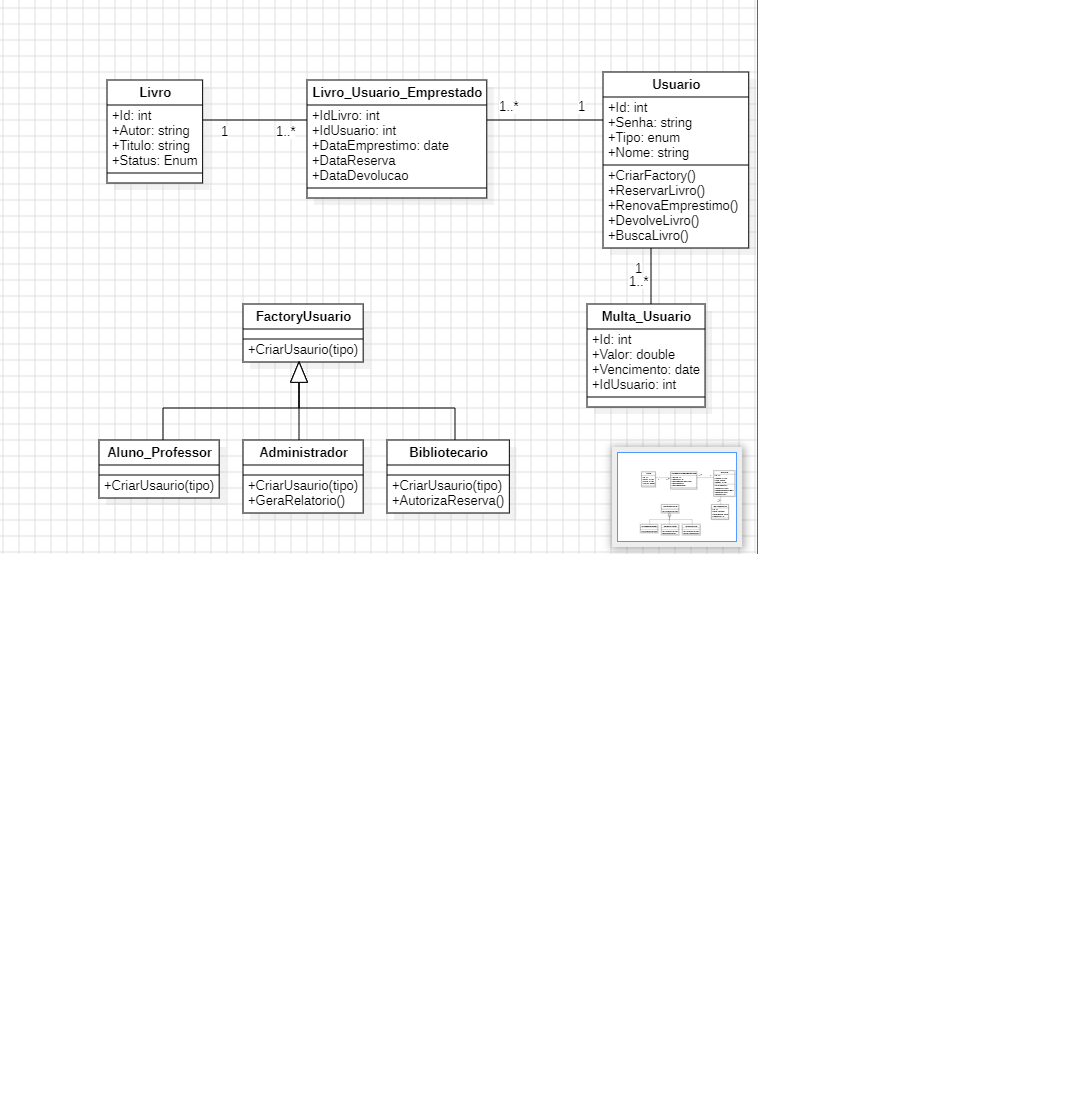 Livro
+Id: int
+Autor: string
+Titulo: string
+Status: Enum
1
1..*
Livro_Usuario_Emprestado
+IdLivro: int
+IdUsuario: int
+DataEmprestimo: date
+DataReserva
+DataDevolucao
1..*
1
Usuario
+Id: int
+Senha: string
+Tipo: enum
+Nome: string
+CriarFactory()
+ReservarLivro()
+RenovaEmprestimo()
+DevolveLivro()
+BuscaLivro()
1
1..*
FactoryUsuario
+CriarUsaurio(tipo)
Multa_Usuario
+Id: int
+Valor: double
+Vencimento: date
+IdUsuario: int
Aluno_Professor
+CriarUsaurio(tipo)
Administrador
+CriarUsaurio(tipo)
+GeraRelatorio()
Bibliotecario
+CriarUsaurio(tipo)
+AutorizaReserva()